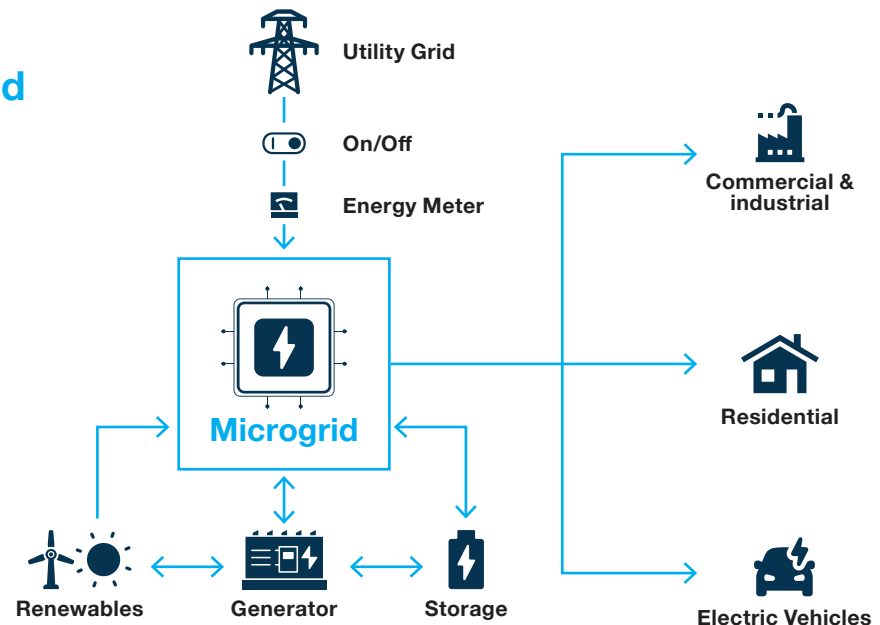 d
Utility Grid
On/Off
Energy Meter
Commercial &
industrial
Microgrid
Residential
Renewables
Generator
Storage
Electric Vehicles